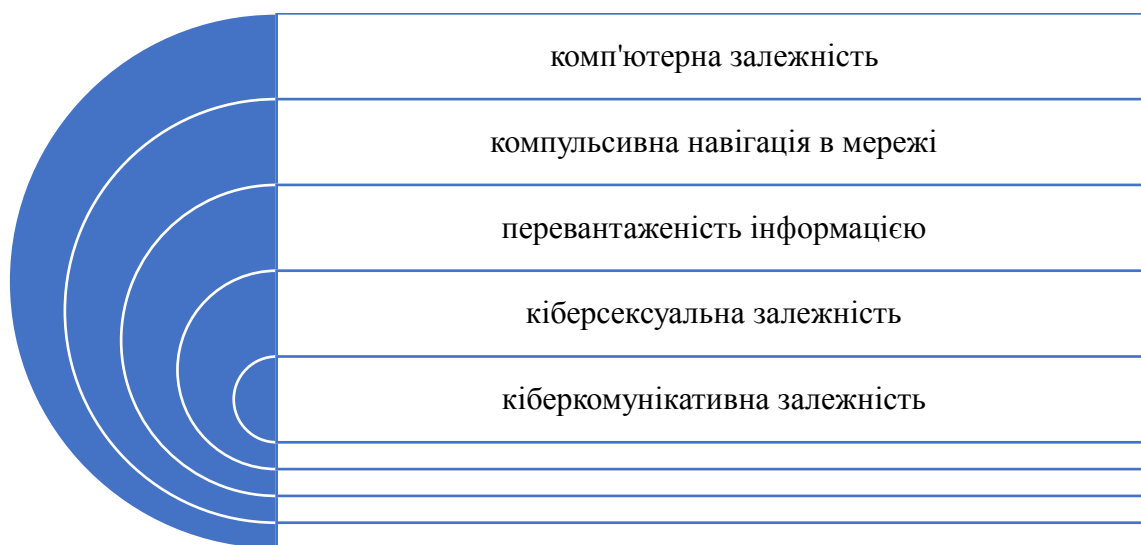 комп'ютерна залежність
компульсивна навігація в мережі
перевантаженість інформацією
кіберсексуальна залежність
кіберкомунікативна залежність